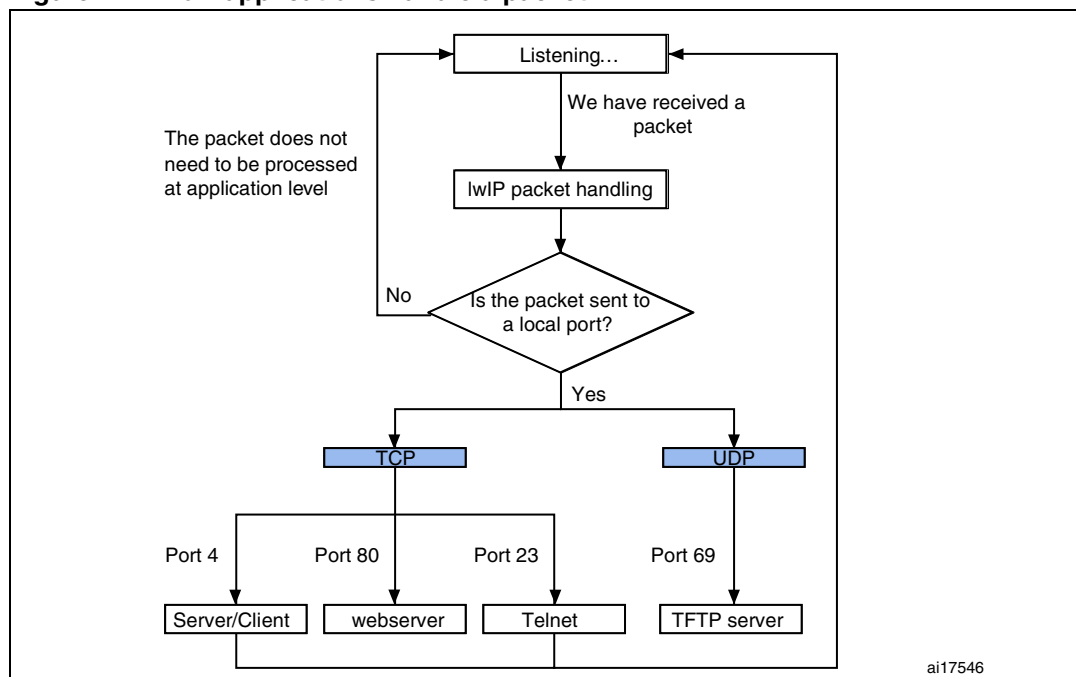 Listening...
We have received a
packet
The packet does not
need to be processed
at application level
lwIP packet handling
No
Is the packet sent to
a local port?
Yes
TCP
UDP
Port 4
Port 80
Port 23
Port 69
Server/Client
webserver
Telnet
TFTP server
ai17546